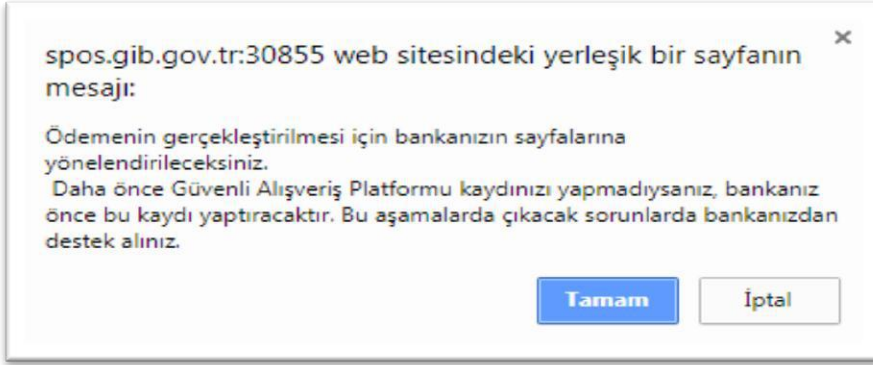 spos.gib.gov.tr:30855 web sitesindeki yerleşik bir sayfanın
mesajı:
Ödemenin gerçekleştirilmesi için bankanızın sayfalarına
yönelendirileceksiniz.
Daha önce Güvenli Alışveriş Platformu kaydınızı yapmadıysanız, bankanız
önce bu kaydı yaptıracaktır. Bu aşamalarda çıkacak sorunlarda bankanızdan
destek alınız.
Tamam
İptal